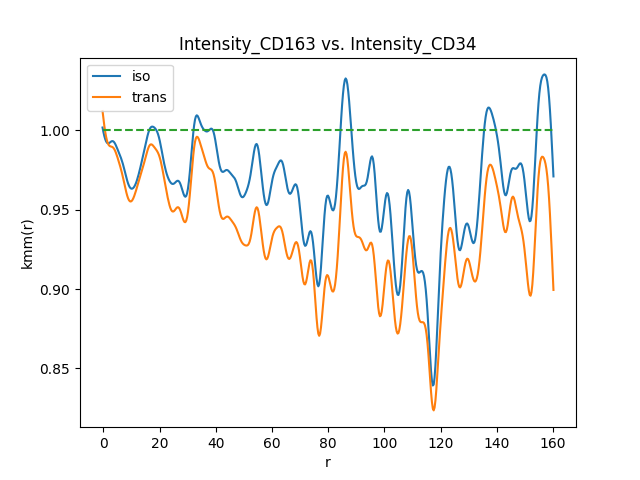 Intensity_CD163 vs. Intensity_CD34
iso
trans
1.00
0.95
0.90
0.85
kmm(r)
0 20 40 60 80 100 120 140 160
r